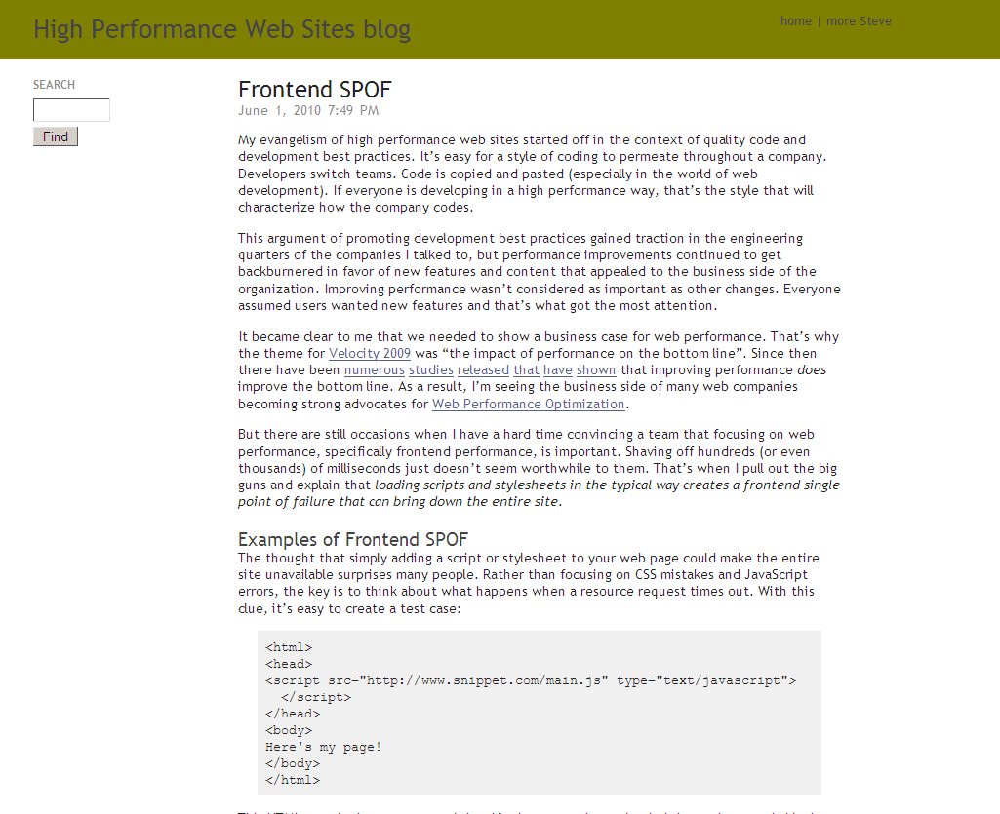 High Performance Web Sites blog
home | more Steve
SEARCH
Find
Frontend SPOF
June 1, 2010 7:49 PM
My evangelism of high performance web sites started off in the context of quality code and
development best practices. It’s easy for a style of coding to permeate throughout a company.
Developers switch teams. Code is copied and pasted (especially in the world of web
development). If everyone is developing in a high performance way, that’s the style that will
characterize how the company codes.
This argument of promoting development best practices gained traction in the engineering
quarters of the companies I talked to, but performance improvements continued to get
backburnered in favor of new features and content that appealed to the business side of the
organization. Improving performance wasn’t considered as important as other changes. Everyone
assumed users wanted new features and that’s what got the most attention.
It became clear to me that we needed to show a business case for web performance. That’s why
the theme for Velocity 2009 was “the impact of performance on the bottom line”. Since then
there have been numerous studies released that have shown that improving performance does
improve the bottom line. As a result, I’m seeing the business side of many web companies
becoming strong advocates for Web Performance Optimization.
But there are still occasions when I have a hard time convincing a team that focusing on web
performance, specifically frontend performance, is important. Shaving off hundreds (or even
thousands) of milliseconds just doesn’t seem worthwhile to them. That’s when I pull out the big
guns and explain that loading scripts and stylesheets in the typical way creates a frontend single
point of failure that can bring down the entire site.
Examples of Frontend SPOF
The thought that simply adding a script or stylesheet to your web page could make the entire
site unavailable surprises many people. Rather than focusing on CSS mistakes and JavaScript
errors, the key is to think about what happens when a resource request times out. With this
clue, it’s easy to create a test case:
<html>
<head>
<script src="http://www.snippet.com/main.js" type="text/javascript">
  </script>
</head>
<body>
Here's my page!
</body>
</html>